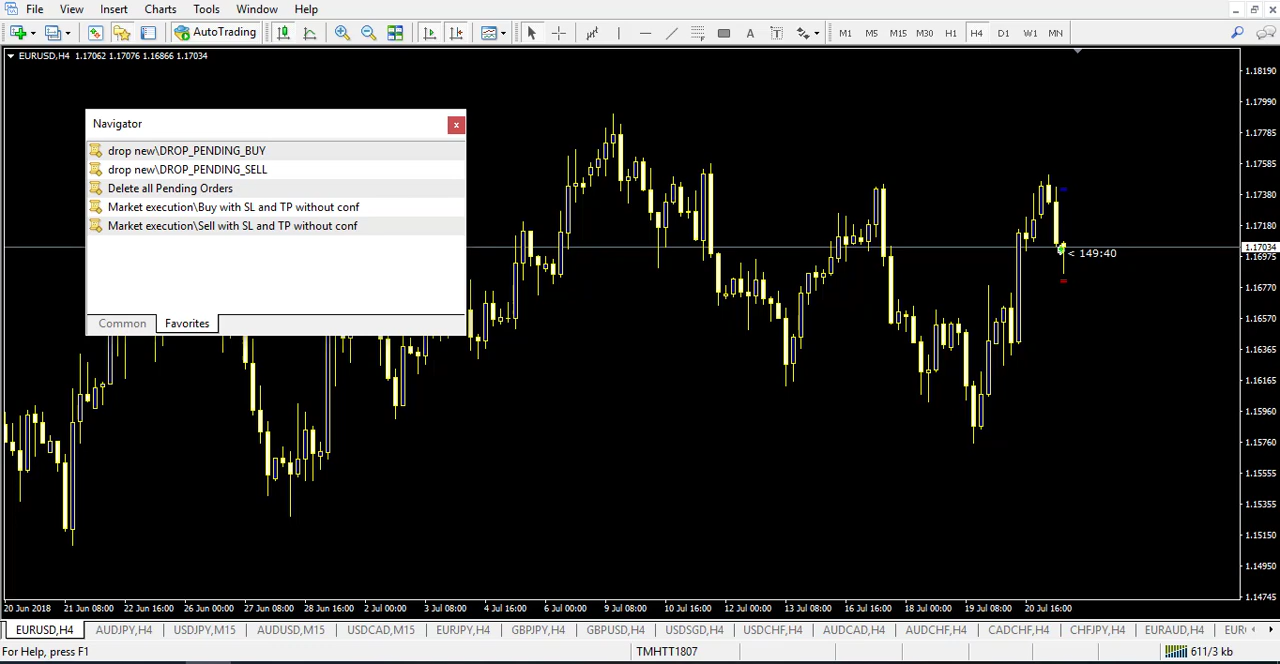 File View Insert Charts Tools Window Help
AutoTrading A T M1 M5 M15 M30 H1 H4 D1 W1 MN
EURUSD,H4 1.17062 1.17076 1.16866 1.17034
Navigator
drop new\DROP_PENDING_BUY
drop new\DROP_PENDING_SELL
Delete all Pending Orders
Market execution\Buy with SL and TP without conf
Market execution\Sell with SL and TP without conf
Common Favorites
< 149:40
1.18190
1.17990
1.17785
1.17585
1.17380
1.17180
1.17034
1.16975
1.16770
1.16570
1.16365
1.16165
1.15960
1.15760
1.15555
1.15355
1.15150
1.14950
1.14745
20 Jun 2018 21 Jun 08:00 22 Jun 16:00 26 Jun 00:00 27 Jun 08:00 28 Jun 16:00 2 Jul 00:00 3 Jul 08:00 4 Jul 16:00 6 Jul 00:00 9 Jul 08:00 10 Jul 16:00 12 Jul 00:00 13 Jul 08:00 16 Jul 16:00 18 Jul 00:00 19 Jul 08:00 20 Jul 16:00
EURUSD,H4 AUDJPY,H4 USDJPY,M15 AUDUSD,M15 USDCAD,M15 EURJPY,H4 GBPJPY,H4 GBPUSD,H4 USDSGD,H4 USDCHF,H4 AUDCAD,H4 AUDCHF,H4 CADCHF,H4 CHFJPY,H4 EURAUD,H4 EUR
For Help, press F1 TMHTT1807 611/3 kb